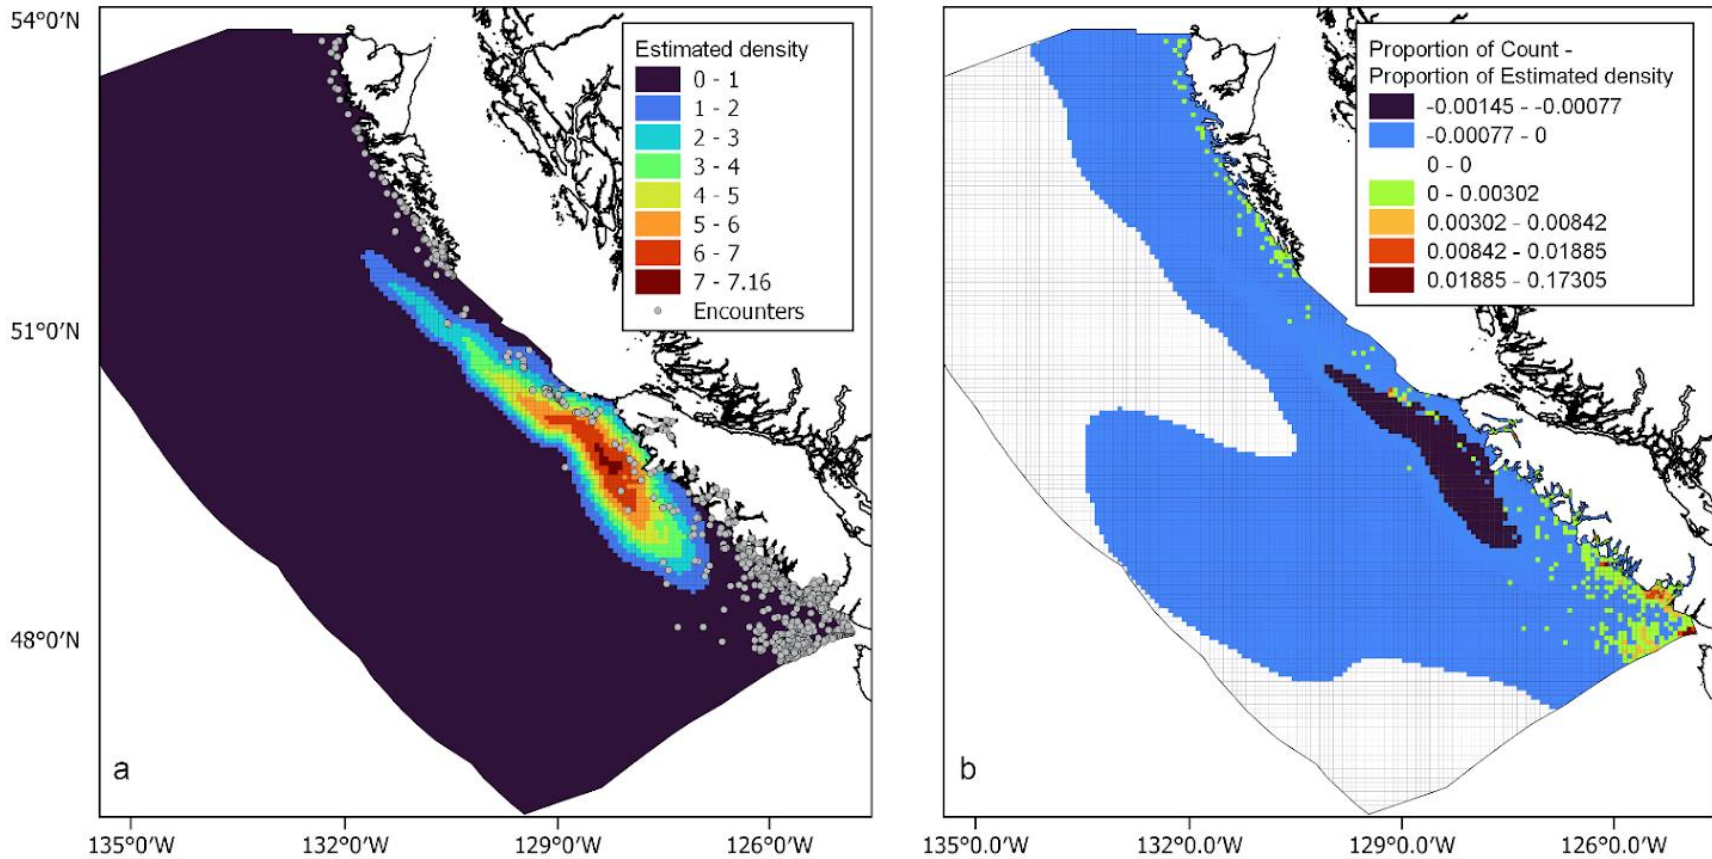 54°0′N
51°0′N
48°0′N
Estimated density
0 - 1
1 - 2
2 - 3
3 - 4
4 - 5
5 - 6
6 - 7
7 - 7.16
Encounters
a
135°0′W
132°0′W
129°0′W
126°0′W
Proportion of Count -
Proportion of Estimated density
-0.00145 - -0.00077
-0.00077 - 0
0 - 0
0 - 0.00302
0.00302 - 0.00842
0.00842 - 0.01885
0.01885 - 0.17305
b
135°0.0′W
132°0.0′W
129°0.0′W
126°0.0′W